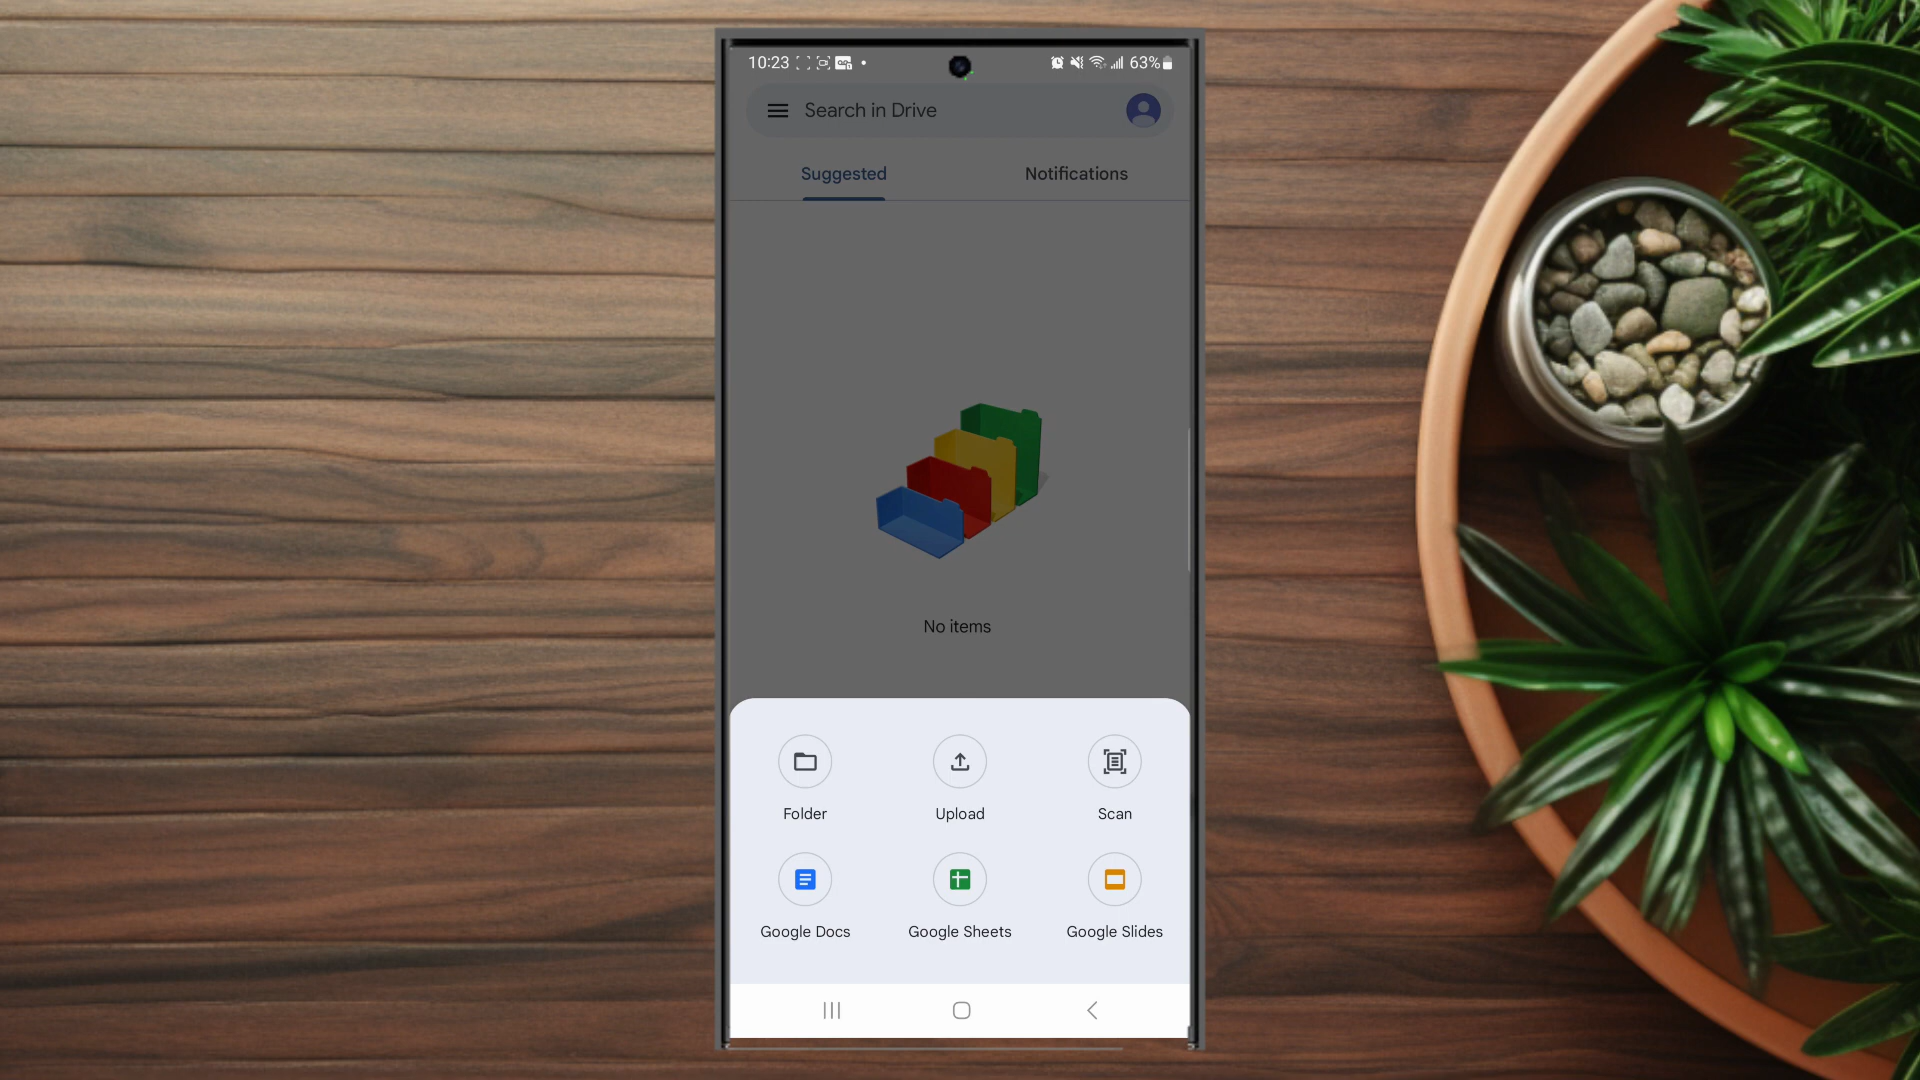 10:23 63%
Search in Drive
Suggested Notifications
No items
Folder Upload Scan
Google Docs Google Sheets Google Slides